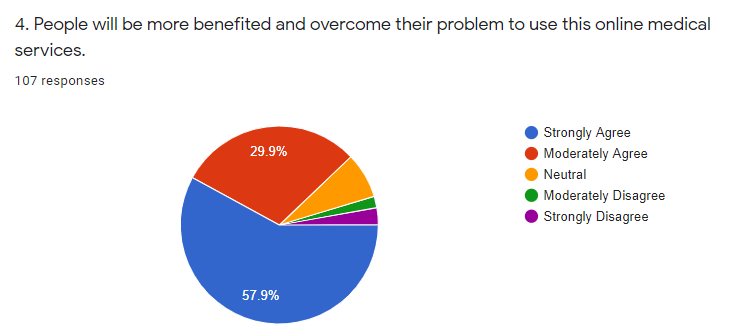 4. People will be more benefited and overcome their problem to use this online medical
services.
107 responses
29.9%
57.9%
Strongly Agree
Moderately Agree
Neutral
Moderately Disagree
Strongly Disagree